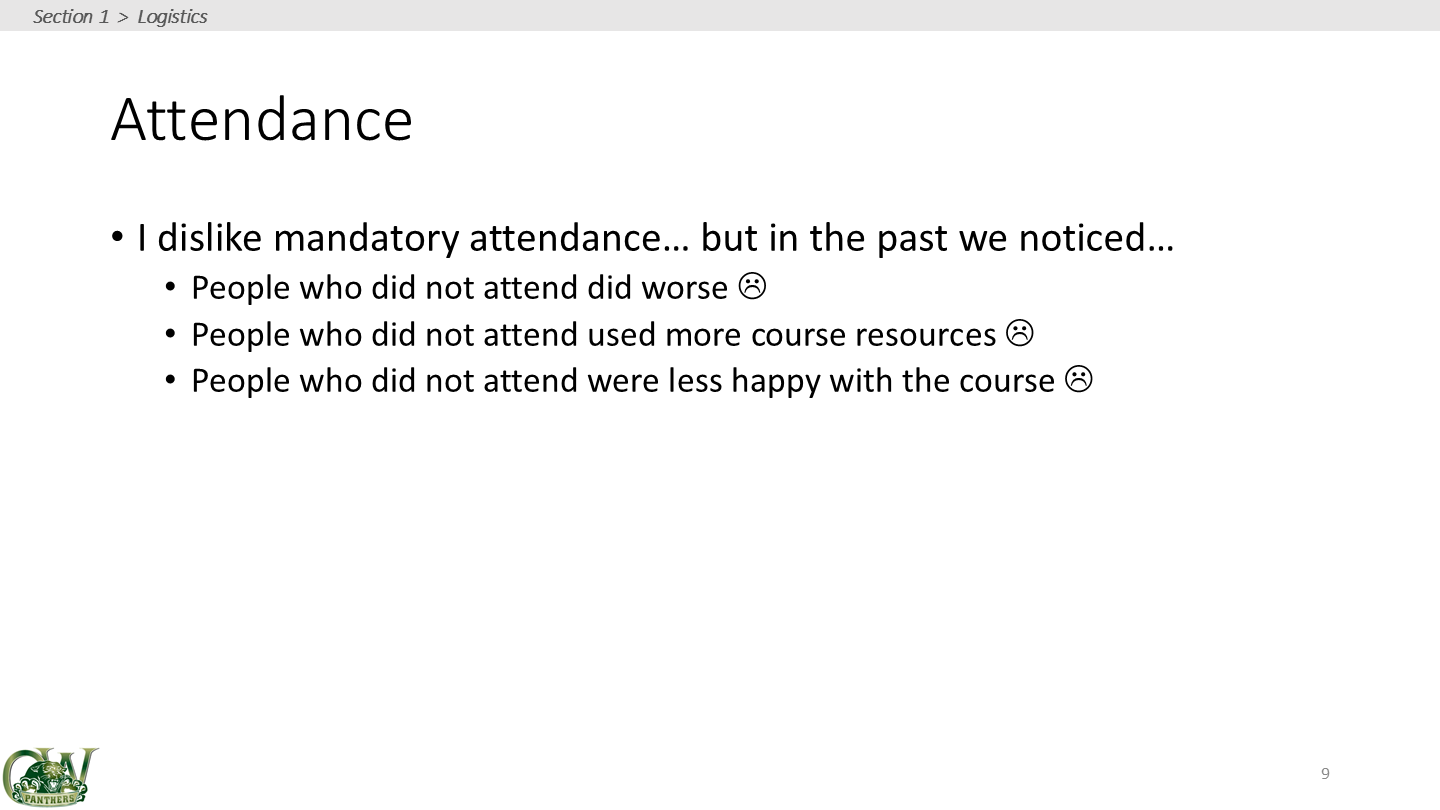 Section 1 > Logistics
Attendance
• I dislike mandatory attendance… but in the past we noticed…
• People who did not attend did worse ☹
• People who did not attend used more course resources ☹
• People who did not attend were less happy with the course ☹
OW
PANTHERS
9